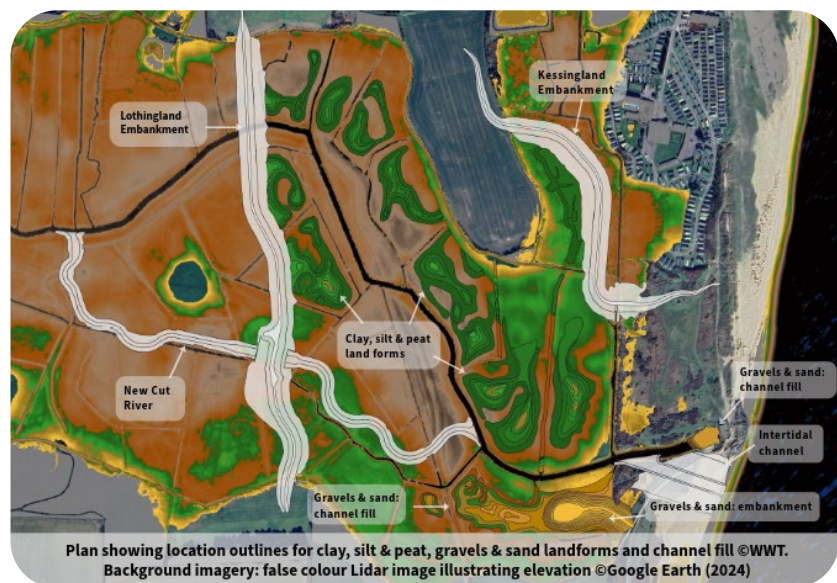 Kessingland
Embankment
Lothingland
Embankment
Clay, silt & peat
land forms
New Cut
River
Gravels & sand:
channel fill
Intertidal
channel
Gravels & sand:
channel fill
Gravels & sand: embankment
Plan showing location outlines for clay, silt & peat, gravels & sand landforms and channel fill ©WWT.
Background imagery: false colour Lidar image illustrating elevation ©Google Earth (2024)